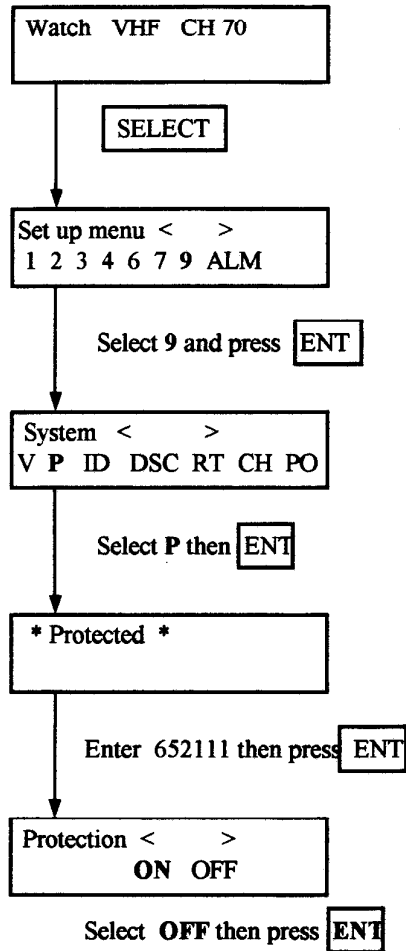 Watch VHF CH 70
SELECT
Set up menu < >
1 2 3 4 6 7 9 ALM
Select 9 and press ENT
System < >
V P ID DSC RT CH PO
Select P then ENT
* Protected *
Enter 652111 then press ENT
Protection < >
ON OFF
Select OFF then press ENT